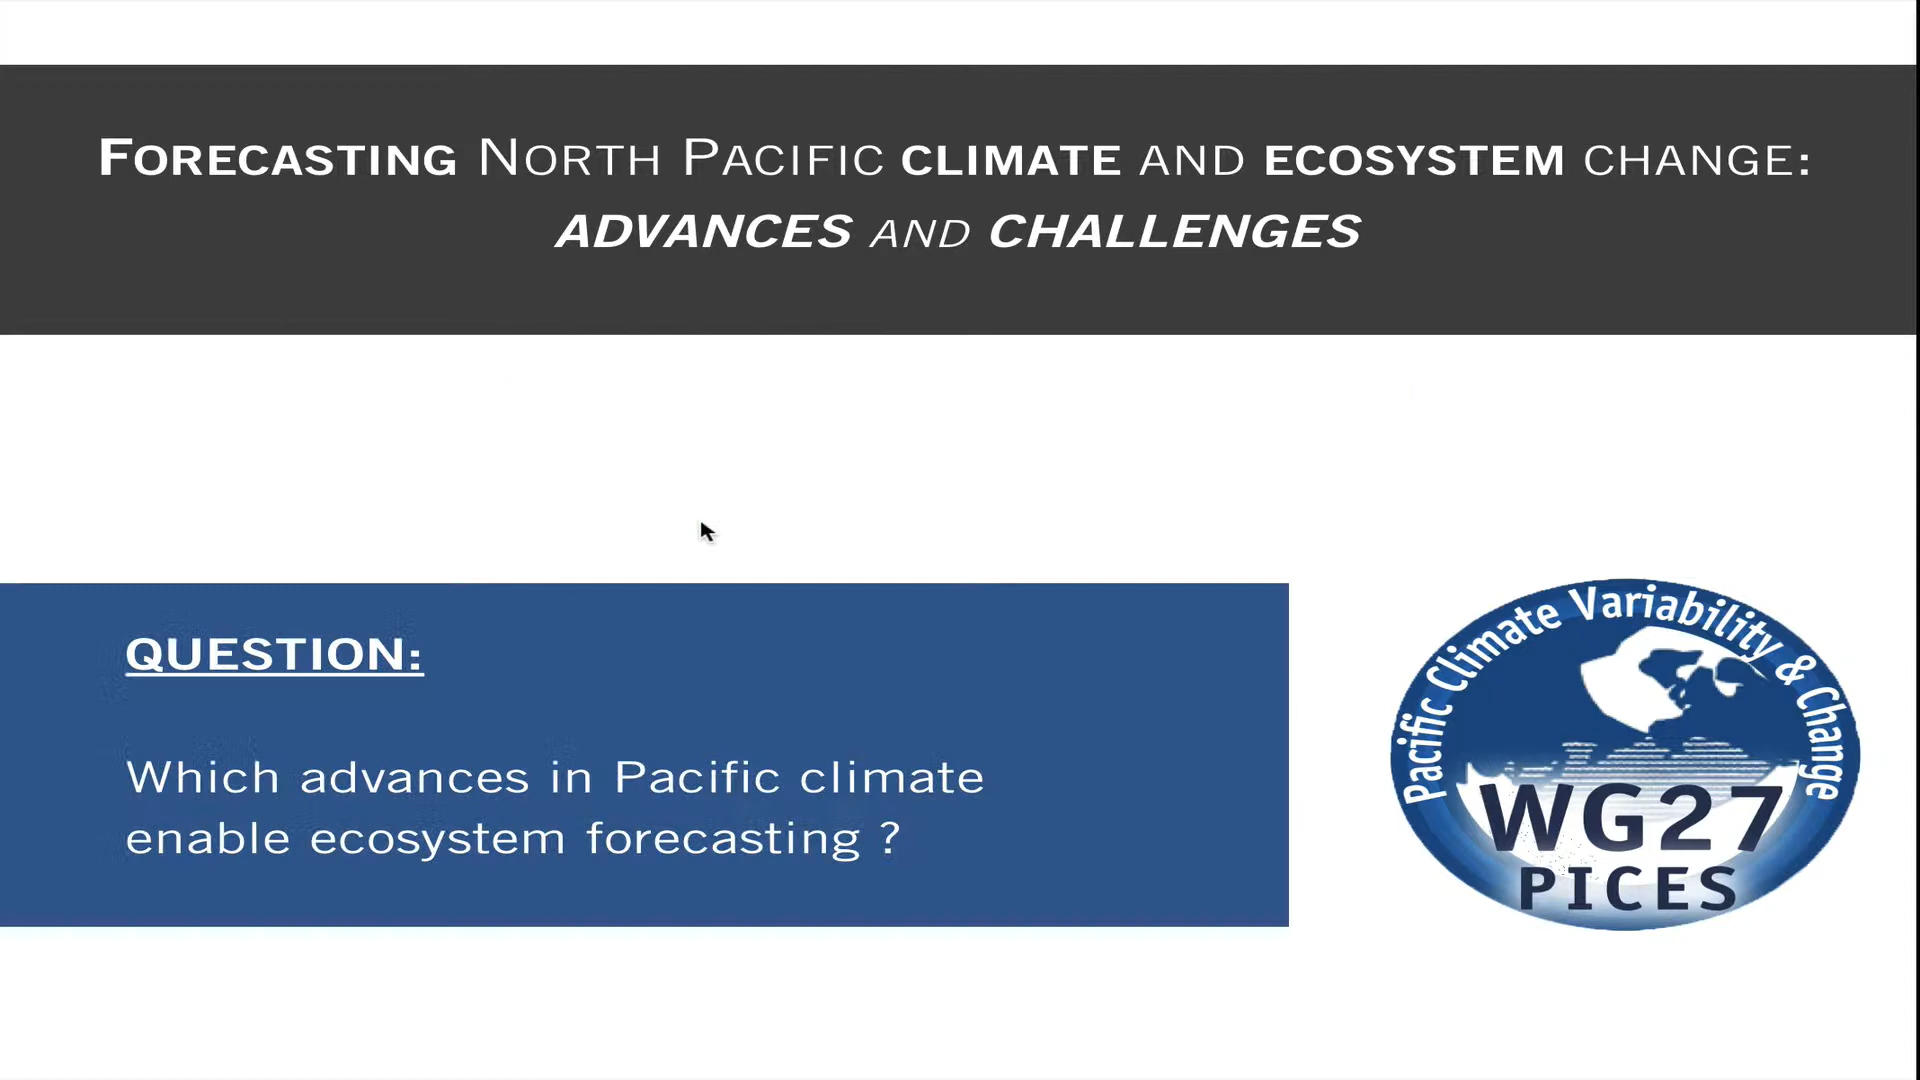 FORECASTING NORTH PACIFIC CLIMATE AND ECOSYSTEM CHANGE:
ADVANCES AND CHALLENGES
QUESTION:
Which advances in Pacific climate
enable ecosystem forecasting ?
Pacific Climate Variability & Change
WG27
PICES